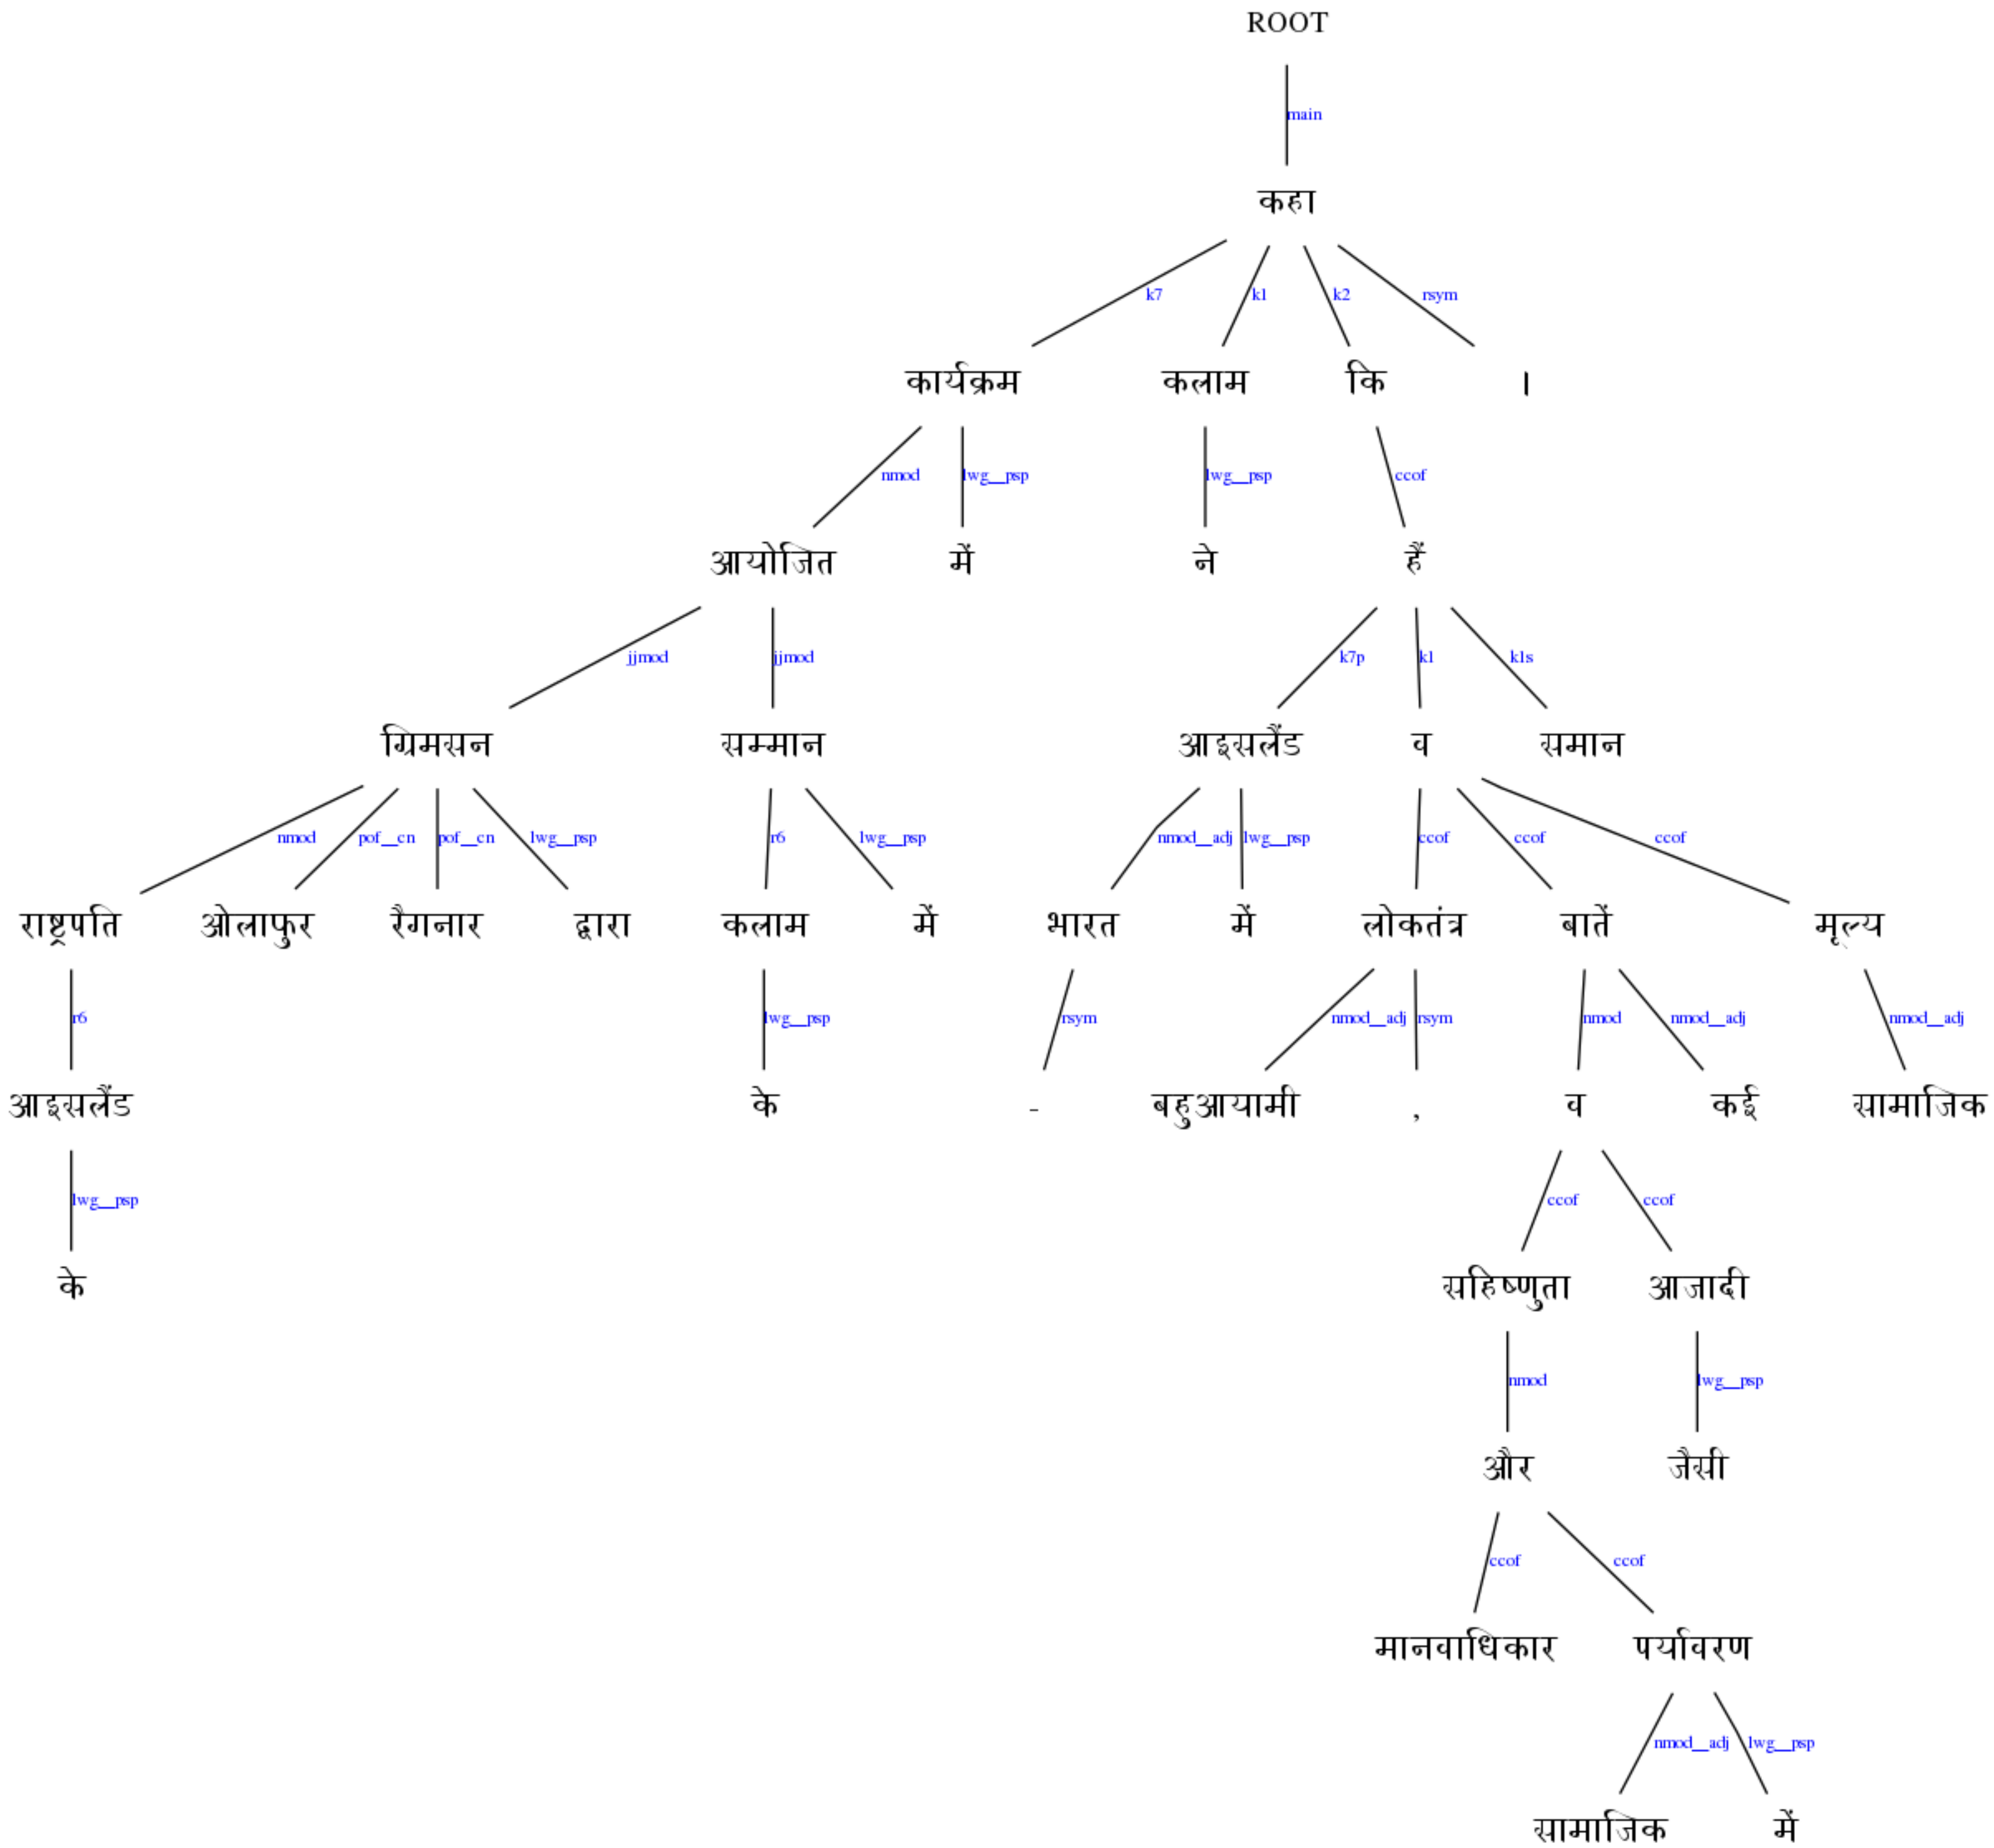 ROOT
main
कहा
k7 k1 k2 rsym
कार्यक्रम कलाम कि ।
nmod lwg__psp lwg__psp ccof
आयोजित में ने हैं
jjmod jjmod k7p k1 k1s
ग्रिमसन सम्मान आइसलैंड व समान
nmod pof__cn pof__cn lwg__psp r6 lwg__psp nmod__adj lwg__psp ccof ccof ccof
राष्ट्रपति ओलाफुर रैगनार द्वारा कलाम में भारत में लोकतंत्र बातें मूल्य
r6 lwg__psp rsym nmod__adj rsym nmod nmod__adj nmod__adj
आइसलैंड के - बहुआयामी , व कई सामाजिक
lwg__psp ccof ccof
के सहिष्णुता आजादी
nmod lwg__psp
और जैसी
ccof ccof
मानवाधिकार पर्यावरण
nmod__adj lwg__psp
सामाजिक में